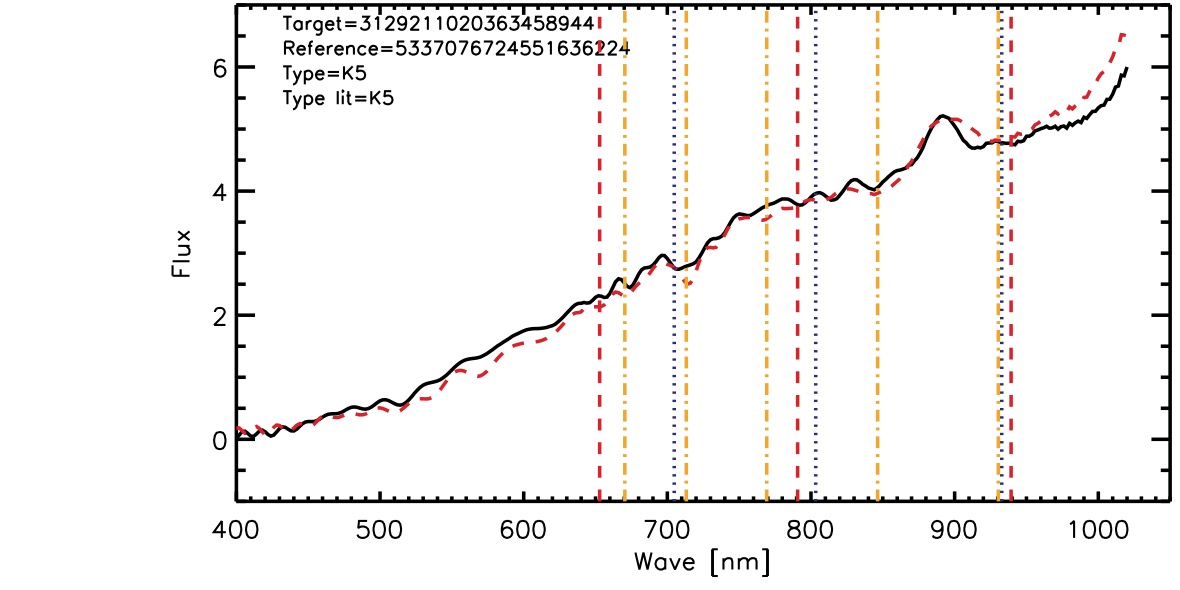 Target=3129211020363458944
Reference=5337076724551636224
Type=K5
Type lit=K5
6
4
2
0
Flux
400 500 600 700 800 900 1000
Wave [nm]